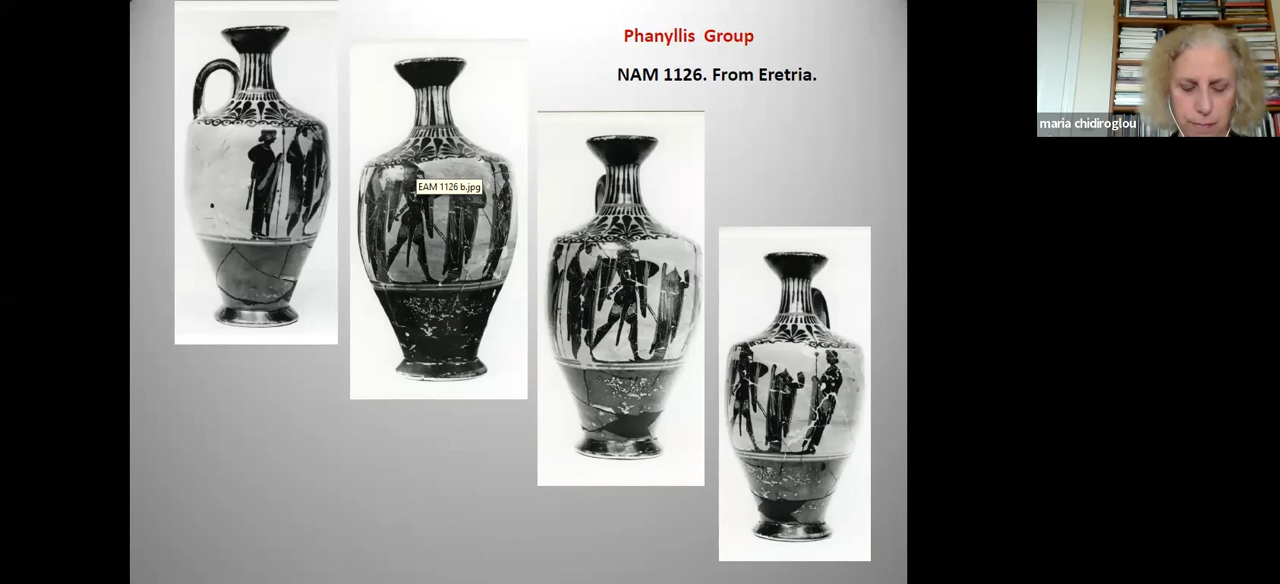 Phanyllis Group
NAM 1126. From Eretria.
EAM 1126 b.jpg
maria chidiroglou